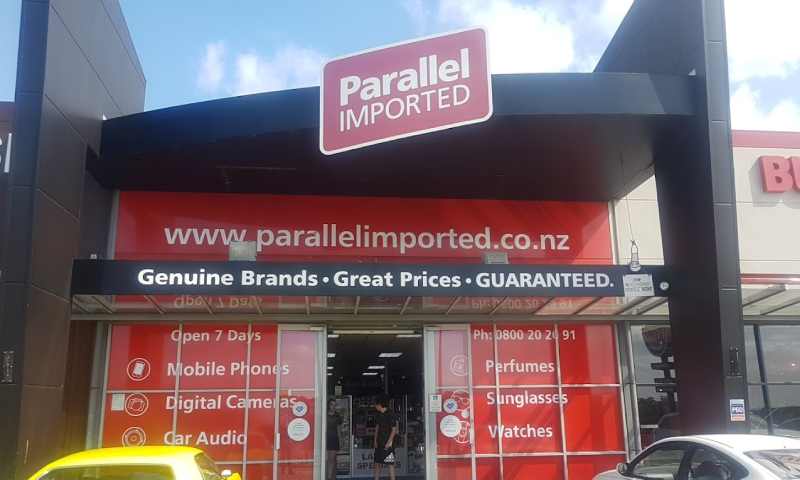 Parallel
IMPORTED
www.parallelimported.co.nz
Genuine Brands • Great Prices • GUARANTEED.
Open 7 Days
Ph: 0800 20 20 91
Mobile Phones
Perfumes
Digital Cameras
Sunglasses
Car Audio
Watches